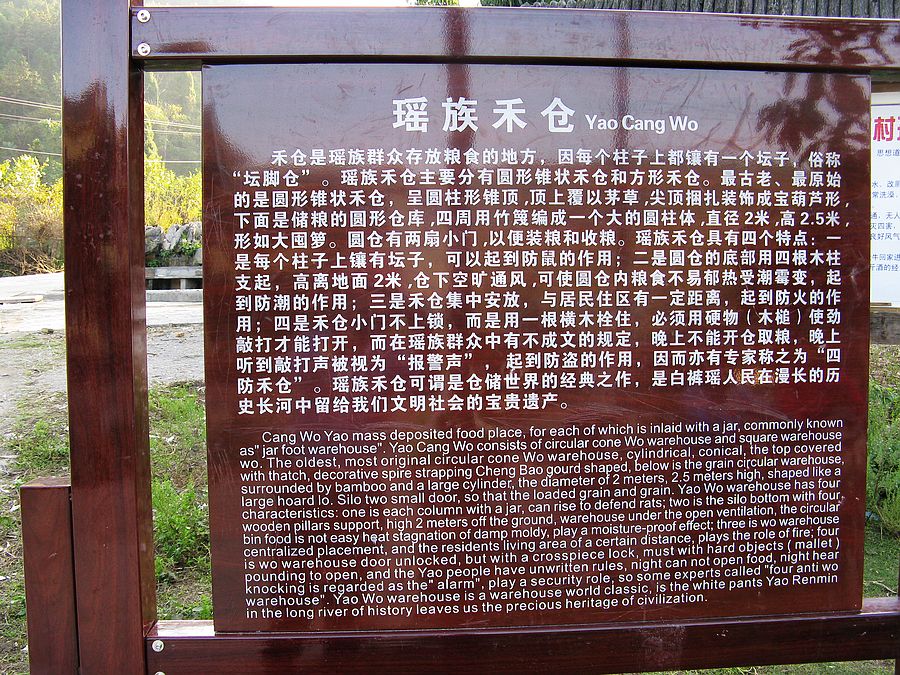 瑶族禾仓 Yao Cang Wo
禾仓是瑶族群众存放粮食的地方，因每个柱子上都镶有一个坛子，俗称
“坛脚仓”。瑶族禾仓主要分有圆形锥状禾仓和方形禾仓。最古老、最原始
的是圆形锥状禾仓，呈圆柱形锥顶,顶上覆以茅草,尖顶捆扎装饰成宝葫芦形,
下面是储粮的圆形仓库,四周用竹篾编成一个大的圆柱体,直径2米,高2.5米,
形如大囤箩。圆仓有两扇小门,以便装粮和收粮。瑶族禾仓具有四个特点：一
是每个柱子上镶有坛子，可以起到防鼠的作用；二是圆仓的底部用四根木柱
支起，高离地面2米,仓下空旷通风,可使圆仓内粮食不易郁热受潮霉变，起
到防潮的作用；三是禾仓集中安放，与居民住区有一定距离，起到防火的作
用；四是禾仓小门不上锁，而是用一根横木栓住，必须用硬物（木槌）使劲
敲打才能打开，而在瑶族群众中有不成文的规定，晚上不能开仓取粮，晚上
听到敲打声被视为“报警声”，起到防盗的作用，因而亦有专家称之为“四
防禾仓”。瑶族禾仓可谓是仓储世界的经典之作，是白裤瑶人民在漫长的历
史长河中留给我们文明社会的宝贵遗产。
Cang Wo Yao mass deposited food place, for each of which is inlaid with a jar, commonly known
as" jar foot warehouse". Yao Cang Wo consists of circular cone Wo warehouse and square warehouse
wo. The oldest, most original circular cone Wo warehouse, cylindrical, conical, the top covered
with thatch, decorative spire strapping Cheng Bao gourd shaped, below is the grain circular warehouse,
surrounded by bamboo and a large cylinder, the diameter of 2 meters, 2.5 meters high, shaped like a
large hoard lo. Silo two small door, so that the loaded grain and grain. Yao Wo warehouse has four
characteristics: one is each column with a jar, can rise to defend rats; two is the silo bottom with four
wooden pillars support, high 2 meters off the ground, warehouse under the open ventilation, the circular
bin food is not easy heat stagnation of damp moldy, play a moisture-proof effect; three is wo warehouse
centralized placement, and the residents living area of a certain distance, plays the role of fire; four
is wo warehouse door unlocked, but with a crosspiece lock, must with hard objects ( mallet )
pounding to open, and the Yao people have unwritten rules, night can not open food, night hear
knocking is regarded as the" alarm", play a security role, so some experts called "four anti wo
warehouse". Yao Wo warehouse is a warehouse world classic, is the white pants Yao Renmin
in the long river of history leaves us the precious heritage of civilization.
村
思想道